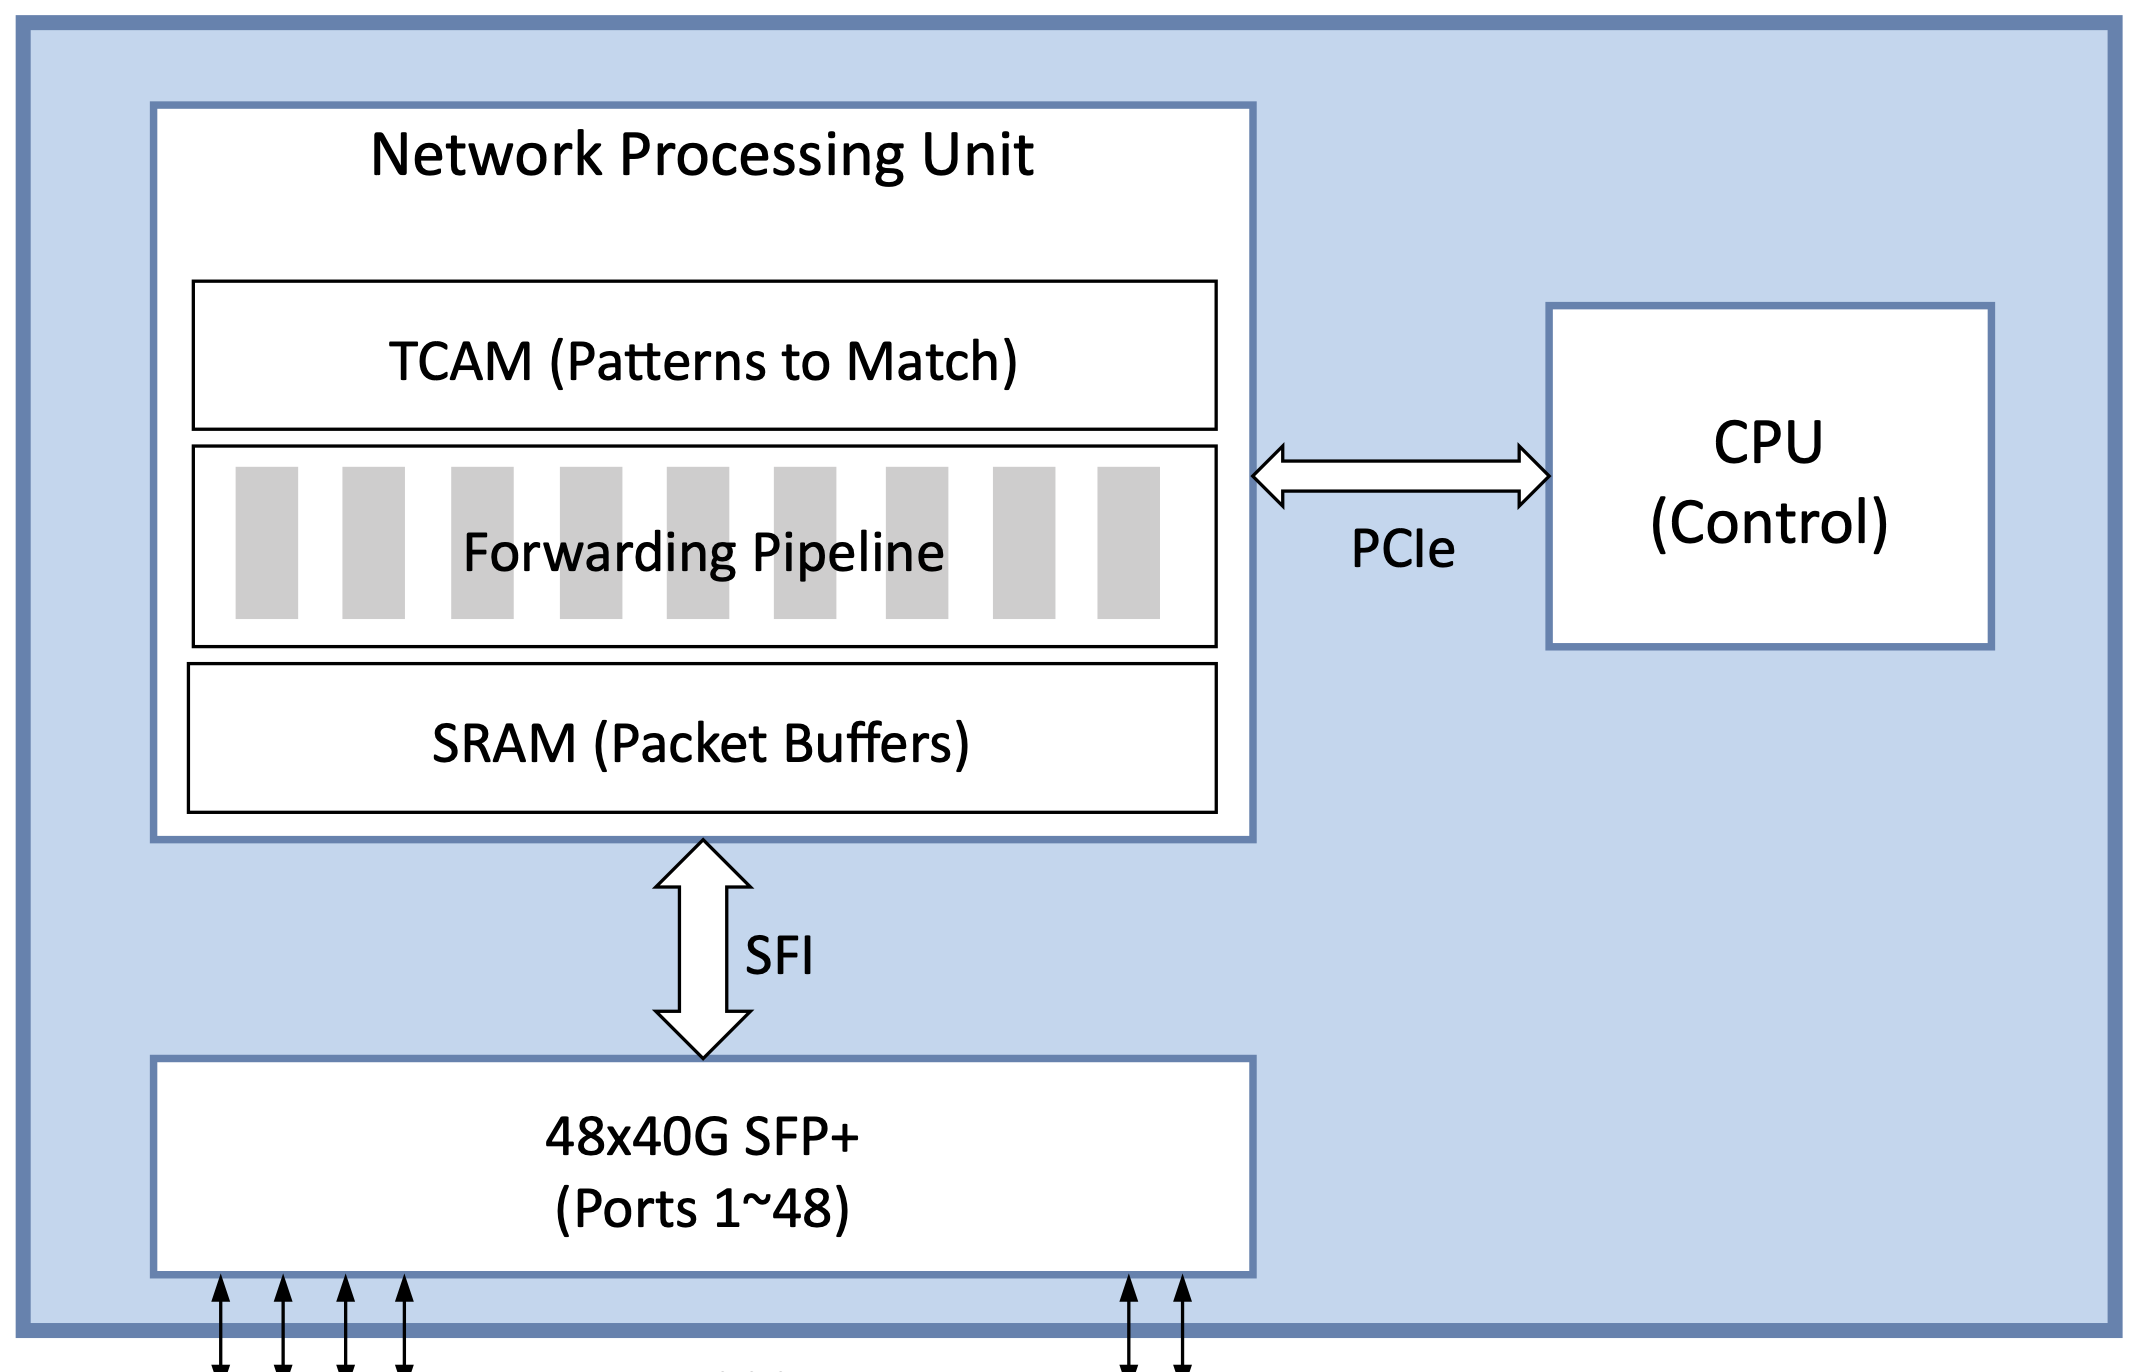 Network Processing Unit
TCAM (Patterns to Match)
Forwarding Pipeline
SRAM (Packet Buffers)
PCIe
CPU
(Control)
SFI
48x40G SFP+
(Ports 1~48)